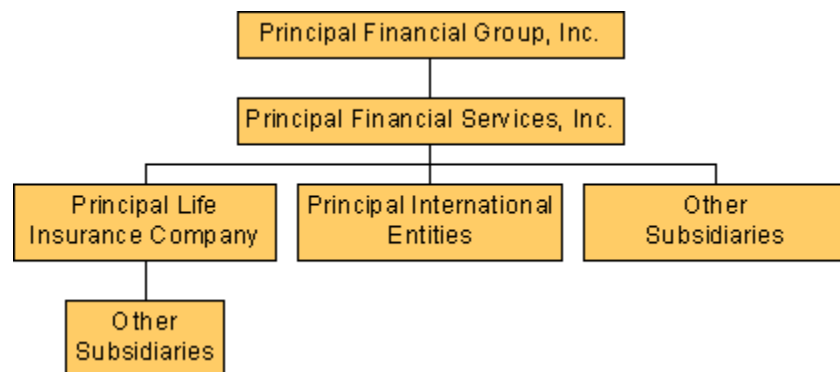 Principal Financial Group, Inc.
Principal Financial Services, Inc.
Principal Life
Insurance Company
Principal International
Entities
Other
Subsidiaries
Other
Subsidiaries